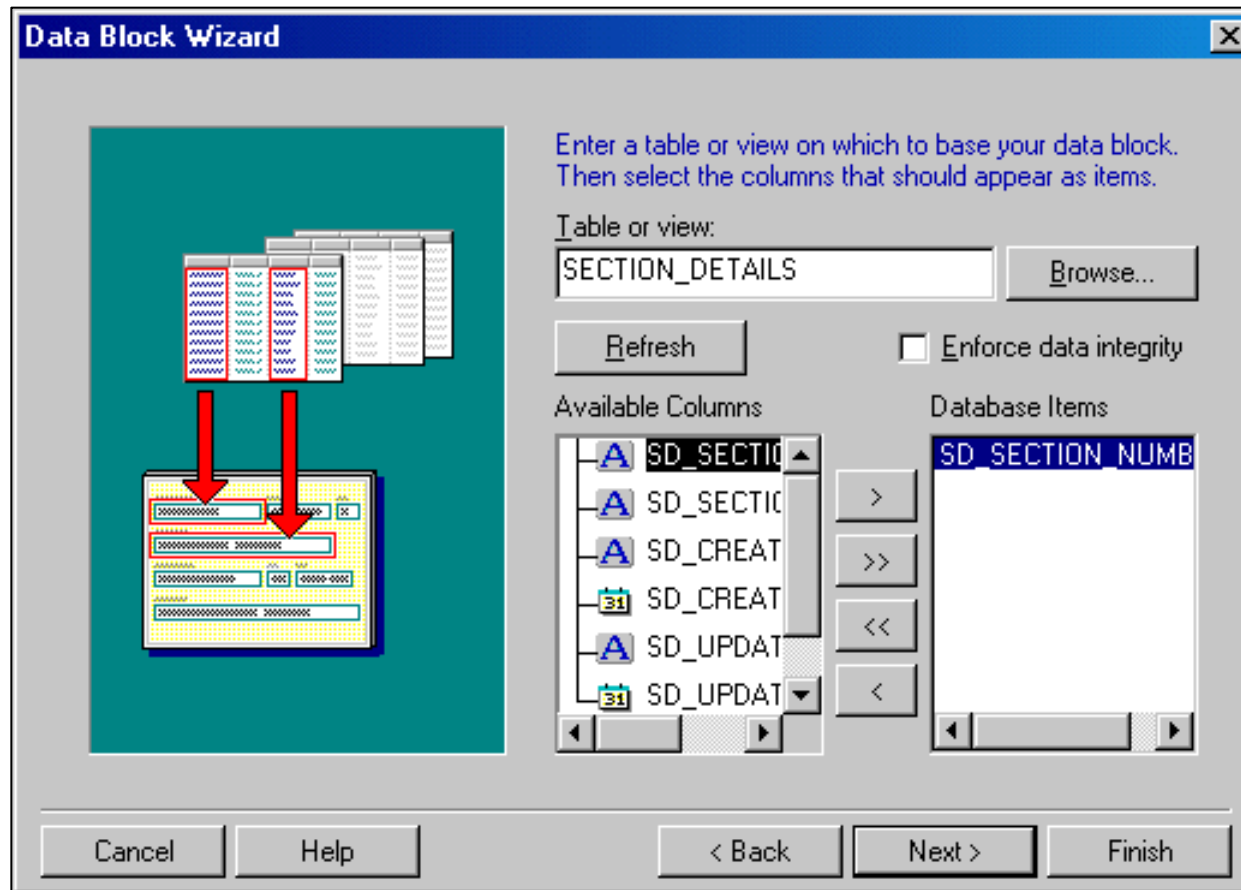 Data Block Wizard
Enter a table or view on which to base your data block.
Then select the columns that should appear as items.
Table or view:
SECTION_DETAILS
Browse...
Refresh
Enforce data integrity
Available Columns
Database Items
SD_SECTIO
SD_SECTIO
SD_CREAT
SD_CREAT
SD_UPDAT
SD_UPDAT
>
>>
<<
<
SD_SECTION_NUMB
Cancel
Help
< Back
Next >
Finish